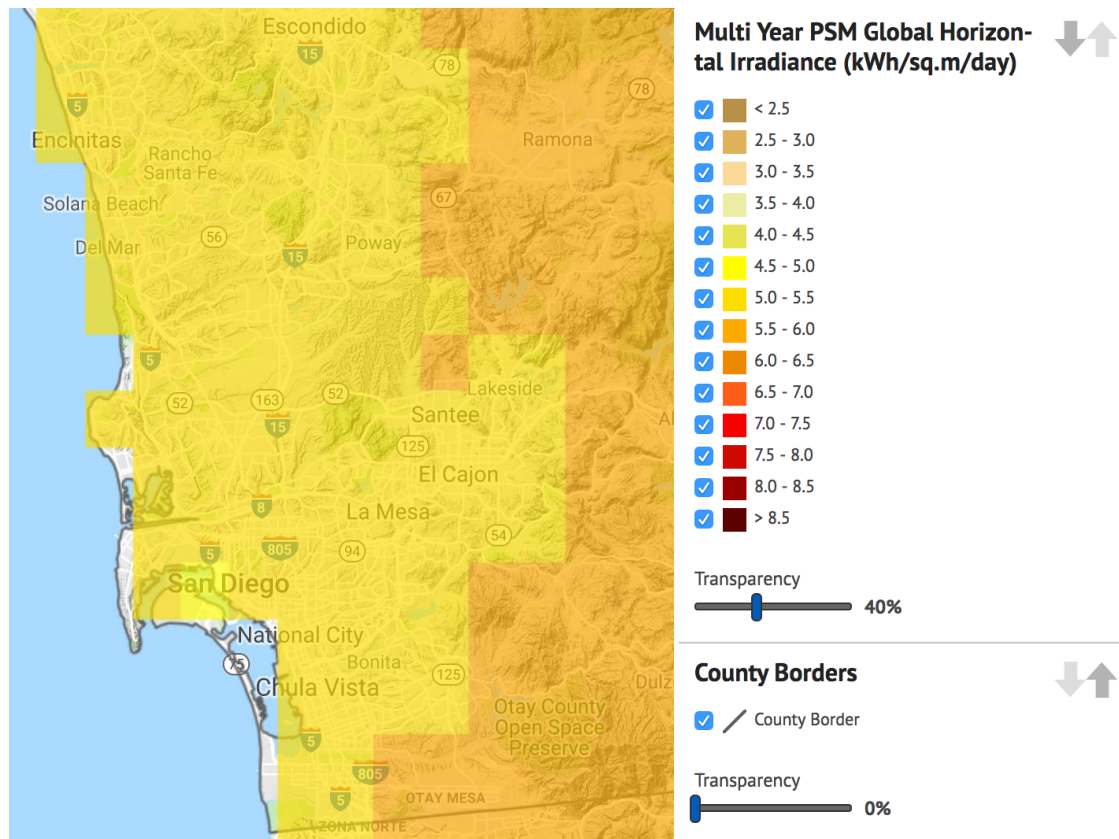 Escondido
15
78
78
5
Encinitas
Ramona
Rancho
Santa Fe
67
Solana Beach
56
Del Mar
Poway
15
5
Lakeside
52
163
52
Santee
15
125
El Cajon
8
La Mesa
54
5
805
94
San Diego
National City
75
Bonita
125
Chula Vista
Dulz
Otay County
Open Space
Preserve
5
805
5
OTAY MESA
ZONA NORTE
Multi Year PSM Global Horizon-
tal Irradiance (kWh/sq.m/day)
< 2.5
2.5 - 3.0
3.0 - 3.5
3.5 - 4.0
4.0 - 4.5
4.5 - 5.0
5.0 - 5.5
5.5 - 6.0
6.0 - 6.5
6.5 - 7.0
7.0 - 7.5
7.5 - 8.0
8.0 - 8.5
> 8.5
Transparency
40%
County Borders
County Border
Transparency
0%